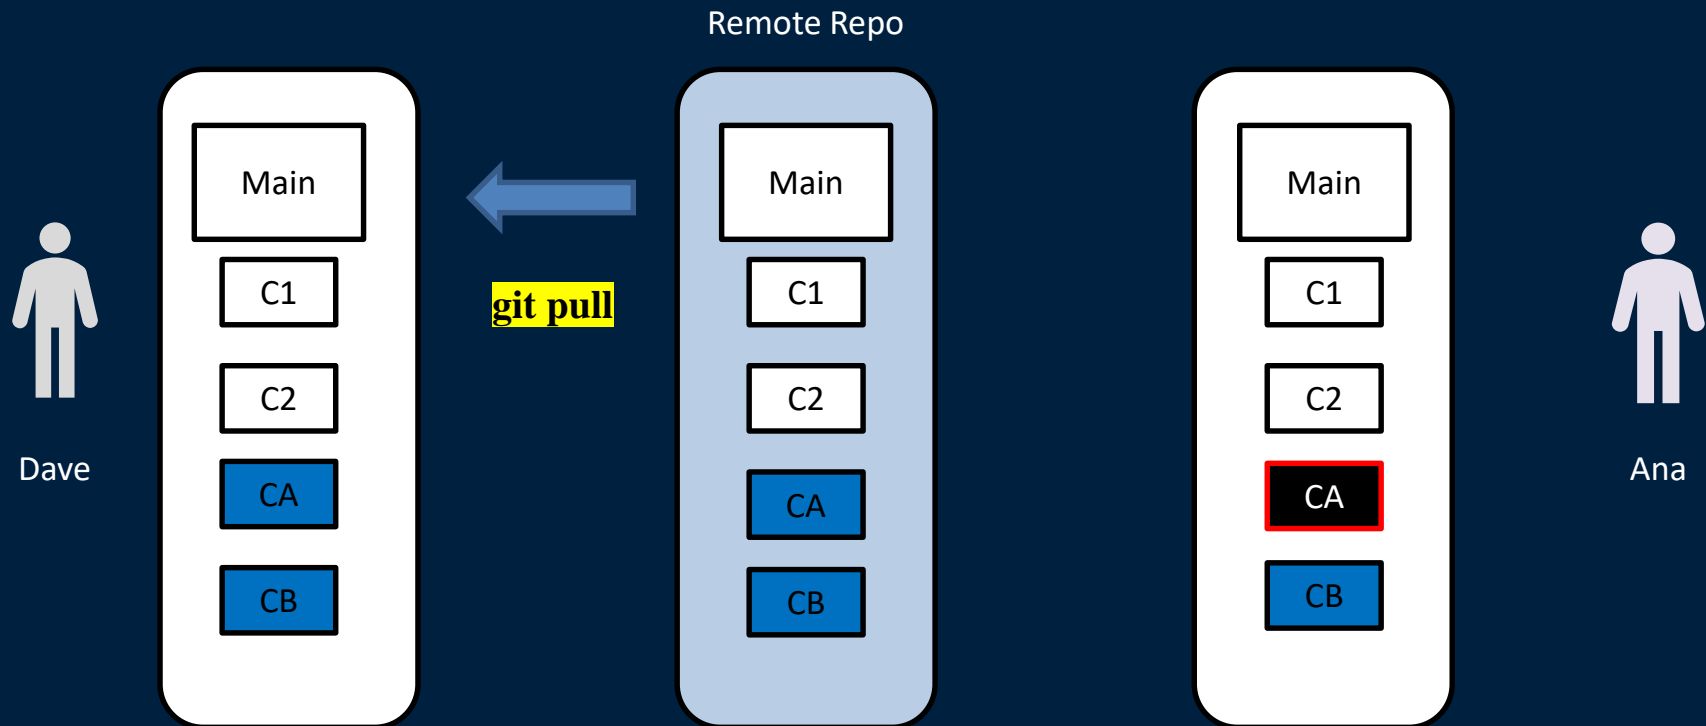 Remote Repo
Main
C1
C2
CA
CB
Dave
git pull
Main
C1
C2
CA
CB
Main
C1
C2
CA
CB
Ana